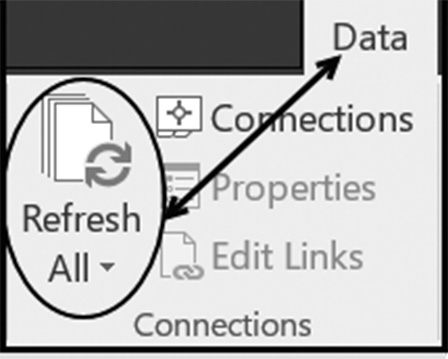 Data
Connections
Properties
Edit Links
Refresh
All
Connections